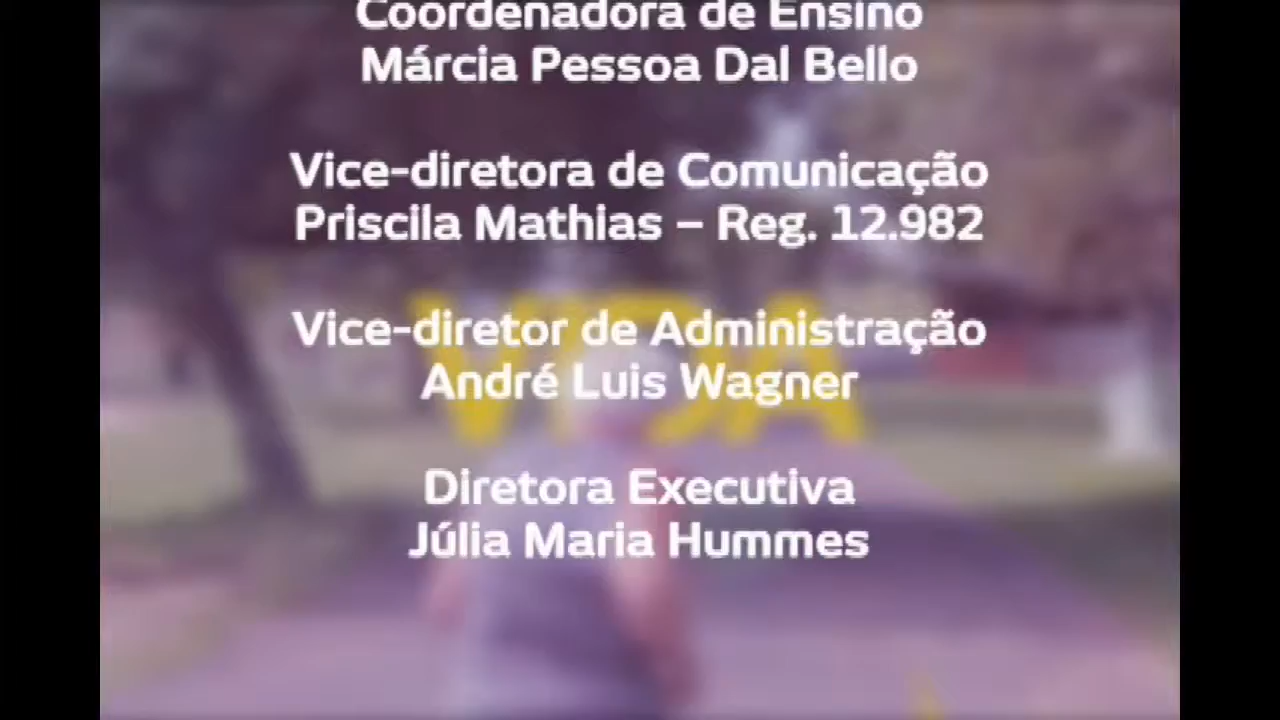 Coordenadora de Ensino
Márcia Pessoa Dal Bello
Vice-diretora de Comunicação
Priscila Mathias – Reg. 12.982
Vice-diretor de Administração
VIDA
André Luis Wagner
Diretora Executiva
Júlia Maria Hummes